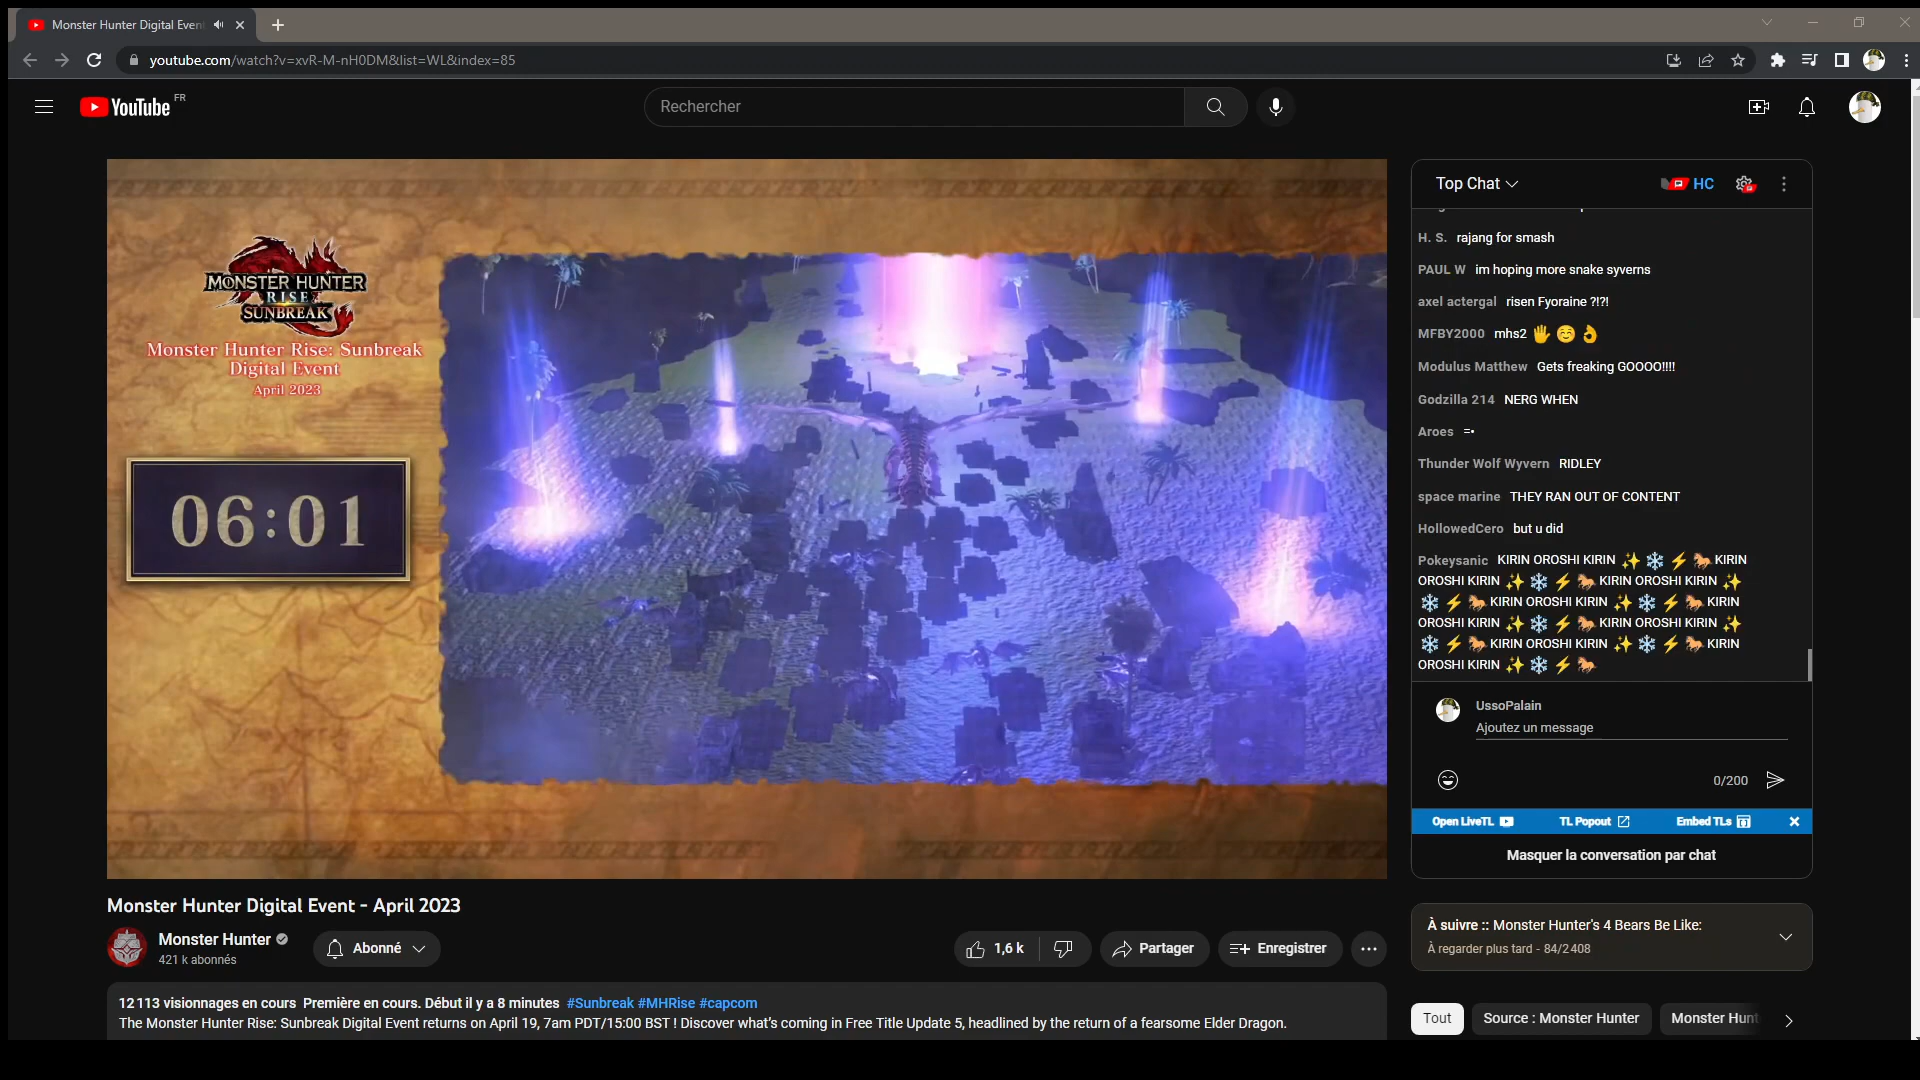 Monster Hunter Digital Even
youtube.com/watch?v=xvR-M-nH0DM&list=WL&index=85
YouTube FR
Rechercher
MONSTER HUNTER
RISE
SUNBREAK
Monster Hunter Rise: Sunbreak
Digital Event
April 2023
06:01
Top Chat
HC
H. S. rajang for smash
PAUL W im hoping more snake syverns
axel actergal risen Fyoraine ?!?!
MFBY2000 mhs2 🖐️ ☺️ 👌
Modulus Matthew Gets freaking GOOOO!!!!
Godzilla 214 NERG WHEN
Aroes =•
Thunder Wolf Wyvern RIDLEY
space marine THEY RAN OUT OF CONTENT
HollowedCero but u did
Pokeysanic KIRIN OROSHI KIRIN ✨ ❄️ ⚡ 🐎 KIRIN
OROSHI KIRIN ✨ ❄️ ⚡ 🐎 KIRIN OROSHI KIRIN ✨
❄️ ⚡ 🐎 KIRIN OROSHI KIRIN ✨ ❄️ ⚡ 🐎 KIRIN
OROSHI KIRIN ✨ ❄️ ⚡ 🐎 KIRIN OROSHI KIRIN ✨
❄️ ⚡ 🐎 KIRIN OROSHI KIRIN ✨ ❄️ ⚡ 🐎 KIRIN
OROSHI KIRIN ✨ ❄️ ⚡ 🐎
UssoPalain
Ajoutez un message
0/200
Open LiveTL TL Popout Embed TLs
Masquer la conversation par chat
Monster Hunter Digital Event - April 2023
Monster Hunter
421 k abonnés
Abonné
1,6 k
Partager
Enregistrer
12 113 visionnages en cours Première en cours. Début il y a 8 minutes #Sunbreak #MHRise #capcom
The Monster Hunter Rise: Sunbreak Digital Event returns on April 19, 7am PDT/15:00 BST ! Discover what's coming in Free Title Update 5, headlined by the return of a fearsome Elder Dragon.
À suivre :: Monster Hunter's 4 Bears Be Like:
À regarder plus tard - 84/2 408
Tout
Source : Monster Hunter
Monster Hunt